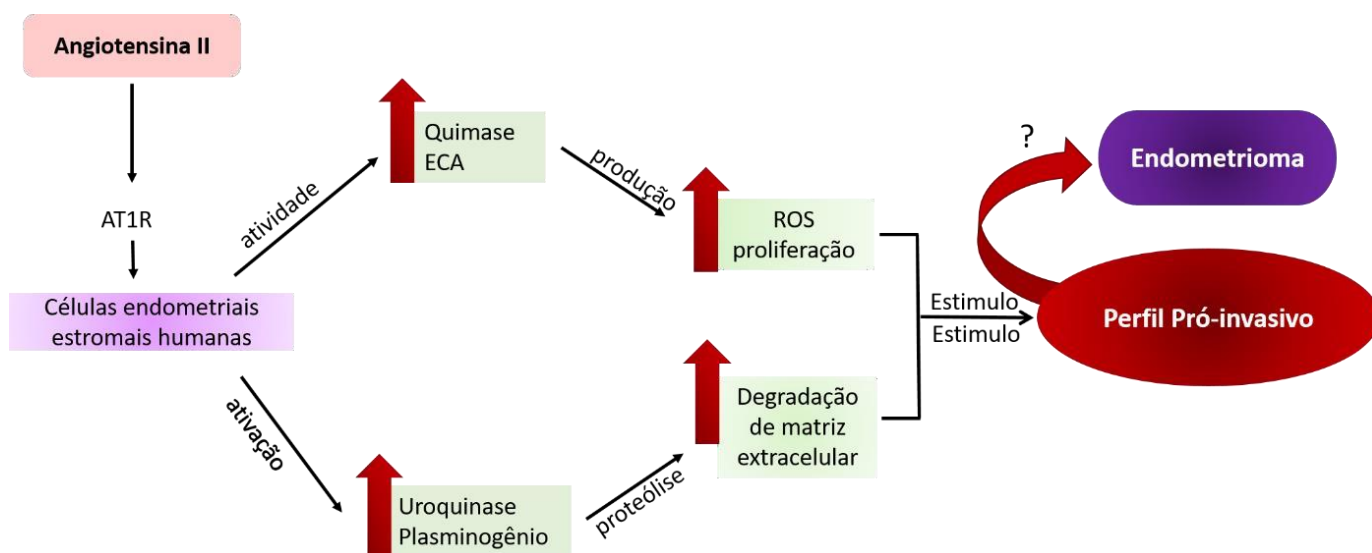 Angiotensina II
AT1R
Células endometriais
estromais humanas
atividade
Quimase
ECA
produção
ROS
proliferação
ativação
Uroquinase
Plasminogênio
proteólise
Degradação
de matriz
extracelular
Estimulo
Estimulo
Perfil Pró-invasivo
?
Endometrioma